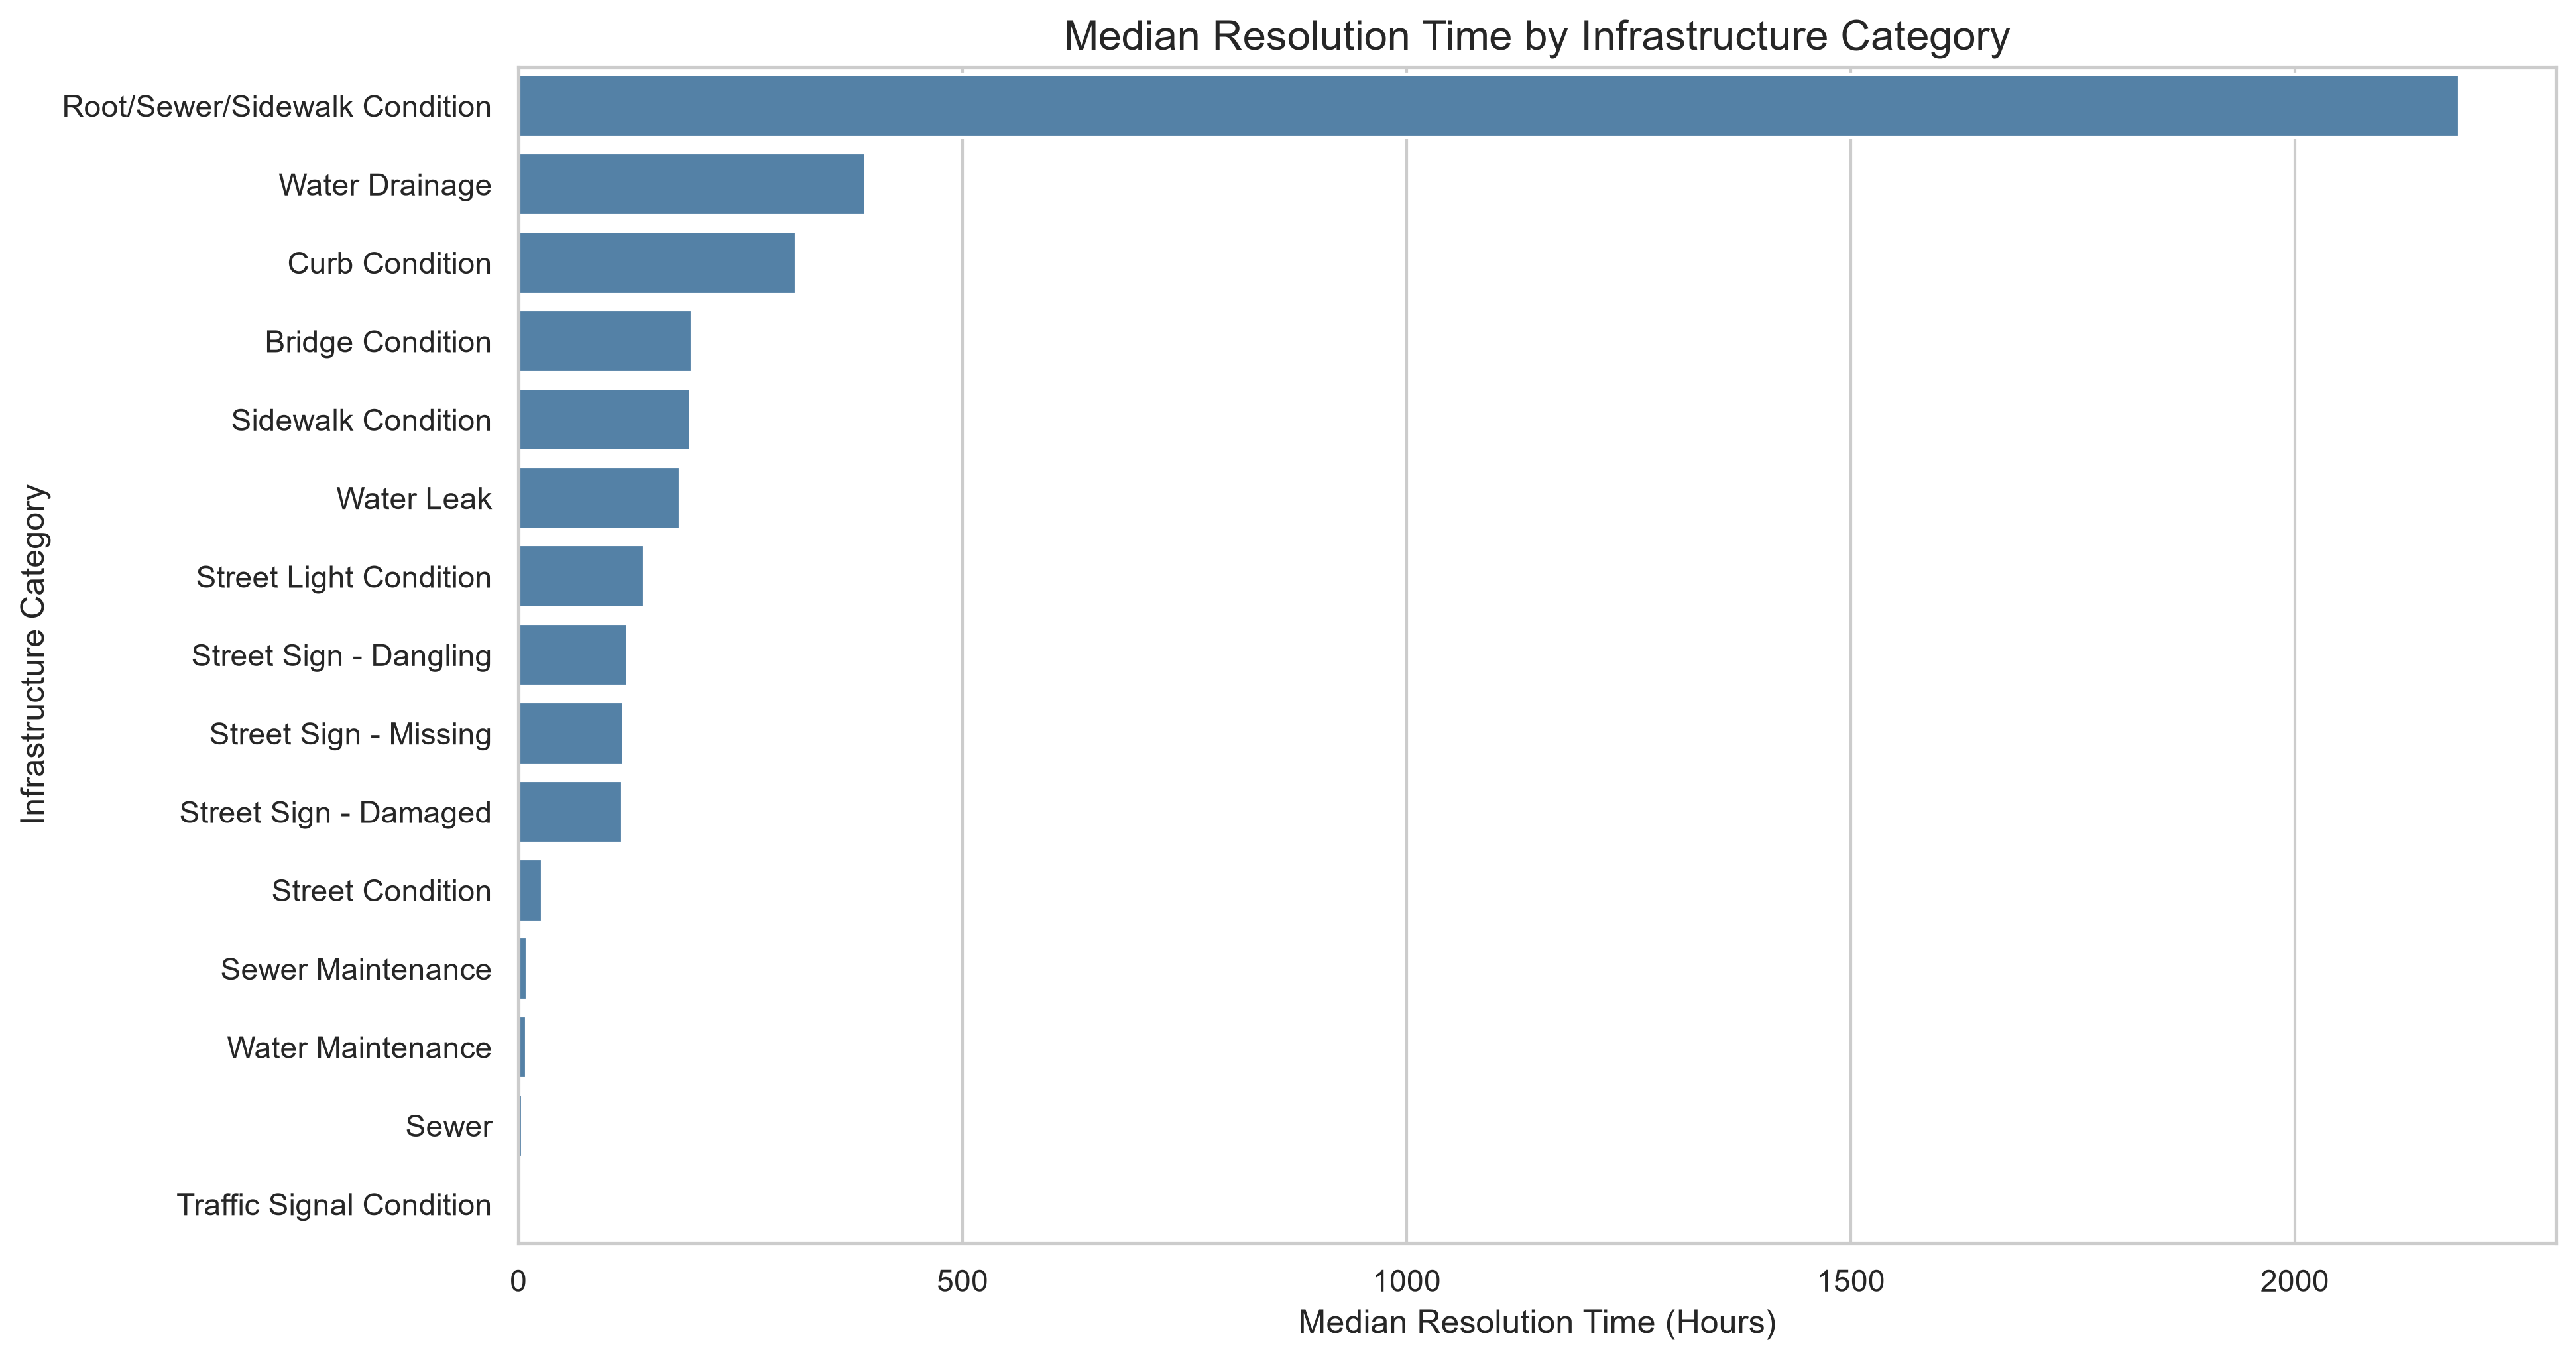 Median Resolution Time by Infrastructure Category
Infrastructure Category
Root/Sewer/Sidewalk Condition
Water Drainage
Curb Condition
Bridge Condition
Sidewalk Condition
Water Leak
Street Light Condition
Street Sign - Dangling
Street Sign - Missing
Street Sign - Damaged
Street Condition
Sewer Maintenance
Water Maintenance
Sewer
Traffic Signal Condition
0 500 1000 1500 2000
Median Resolution Time (Hours)